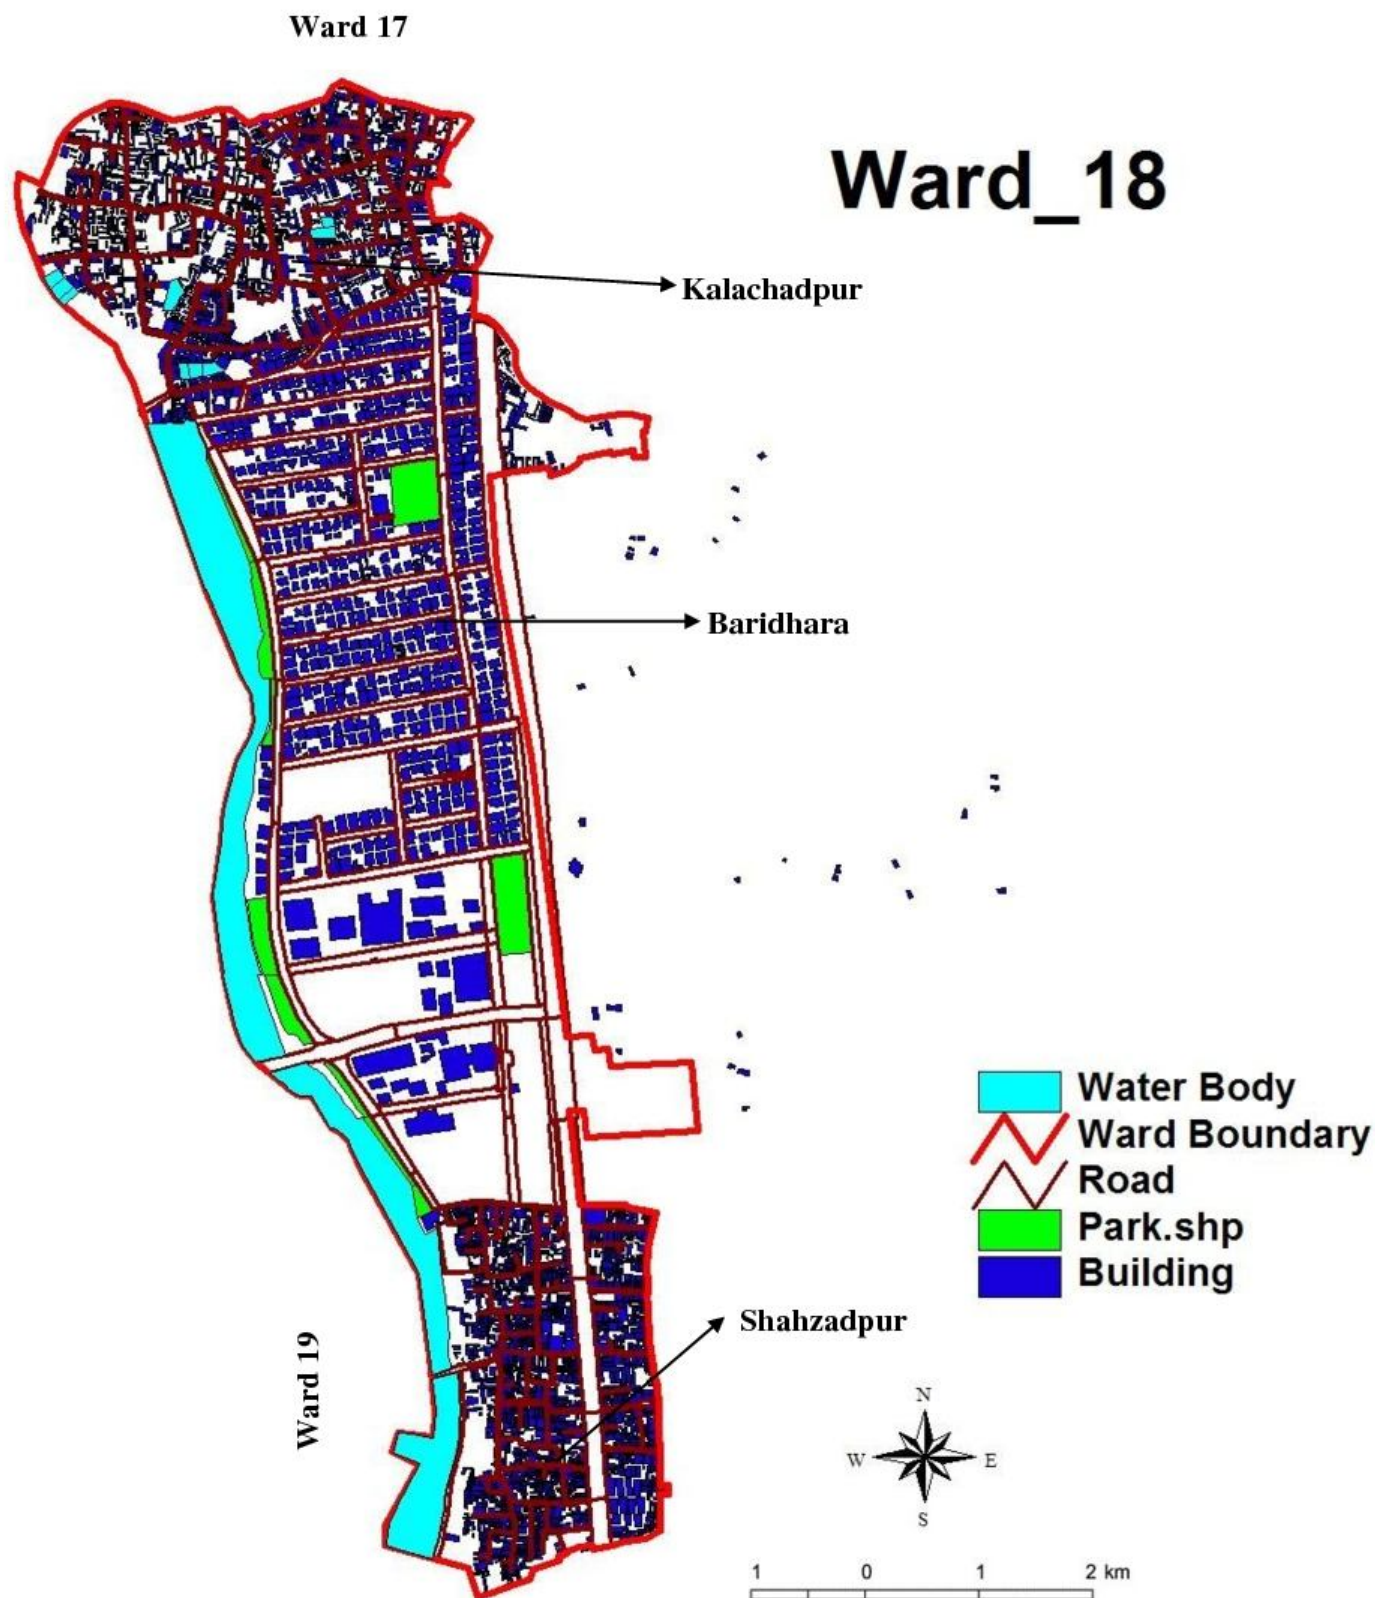 Ward 17
Ward_18
Kalachadpur
Baridhara
Water Body
Ward Boundary
Road
Park.shp
Building
Shahzadpur
Ward 19
N
W E
S
1 0 1 2 km